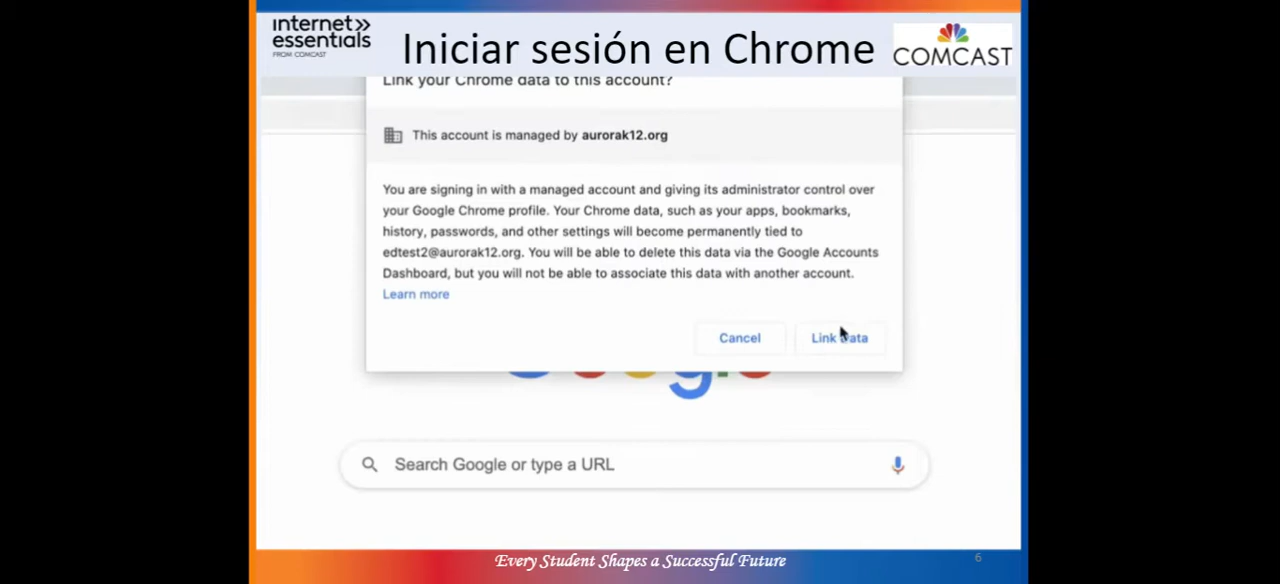 internet
essentials
FROM COMCAST
Iniciar sesión en Chrome
COMCAST
Link your Chrome data to this account?
This account is managed by aurorak12.org
You are signing in with a managed account and giving its administrator control over
your Google Chrome profile. Your Chrome data, such as your apps, bookmarks,
history, passwords, and other settings will become permanently tied to
edtest2@aurorak12.org. You will be able to delete this data via the Google Accounts
Dashboard, but you will not be able to associate this data with another account.
Learn more
Cancel
Link Data
Google
Search Google or type a URL
Every Student Shapes a Successful Future
6